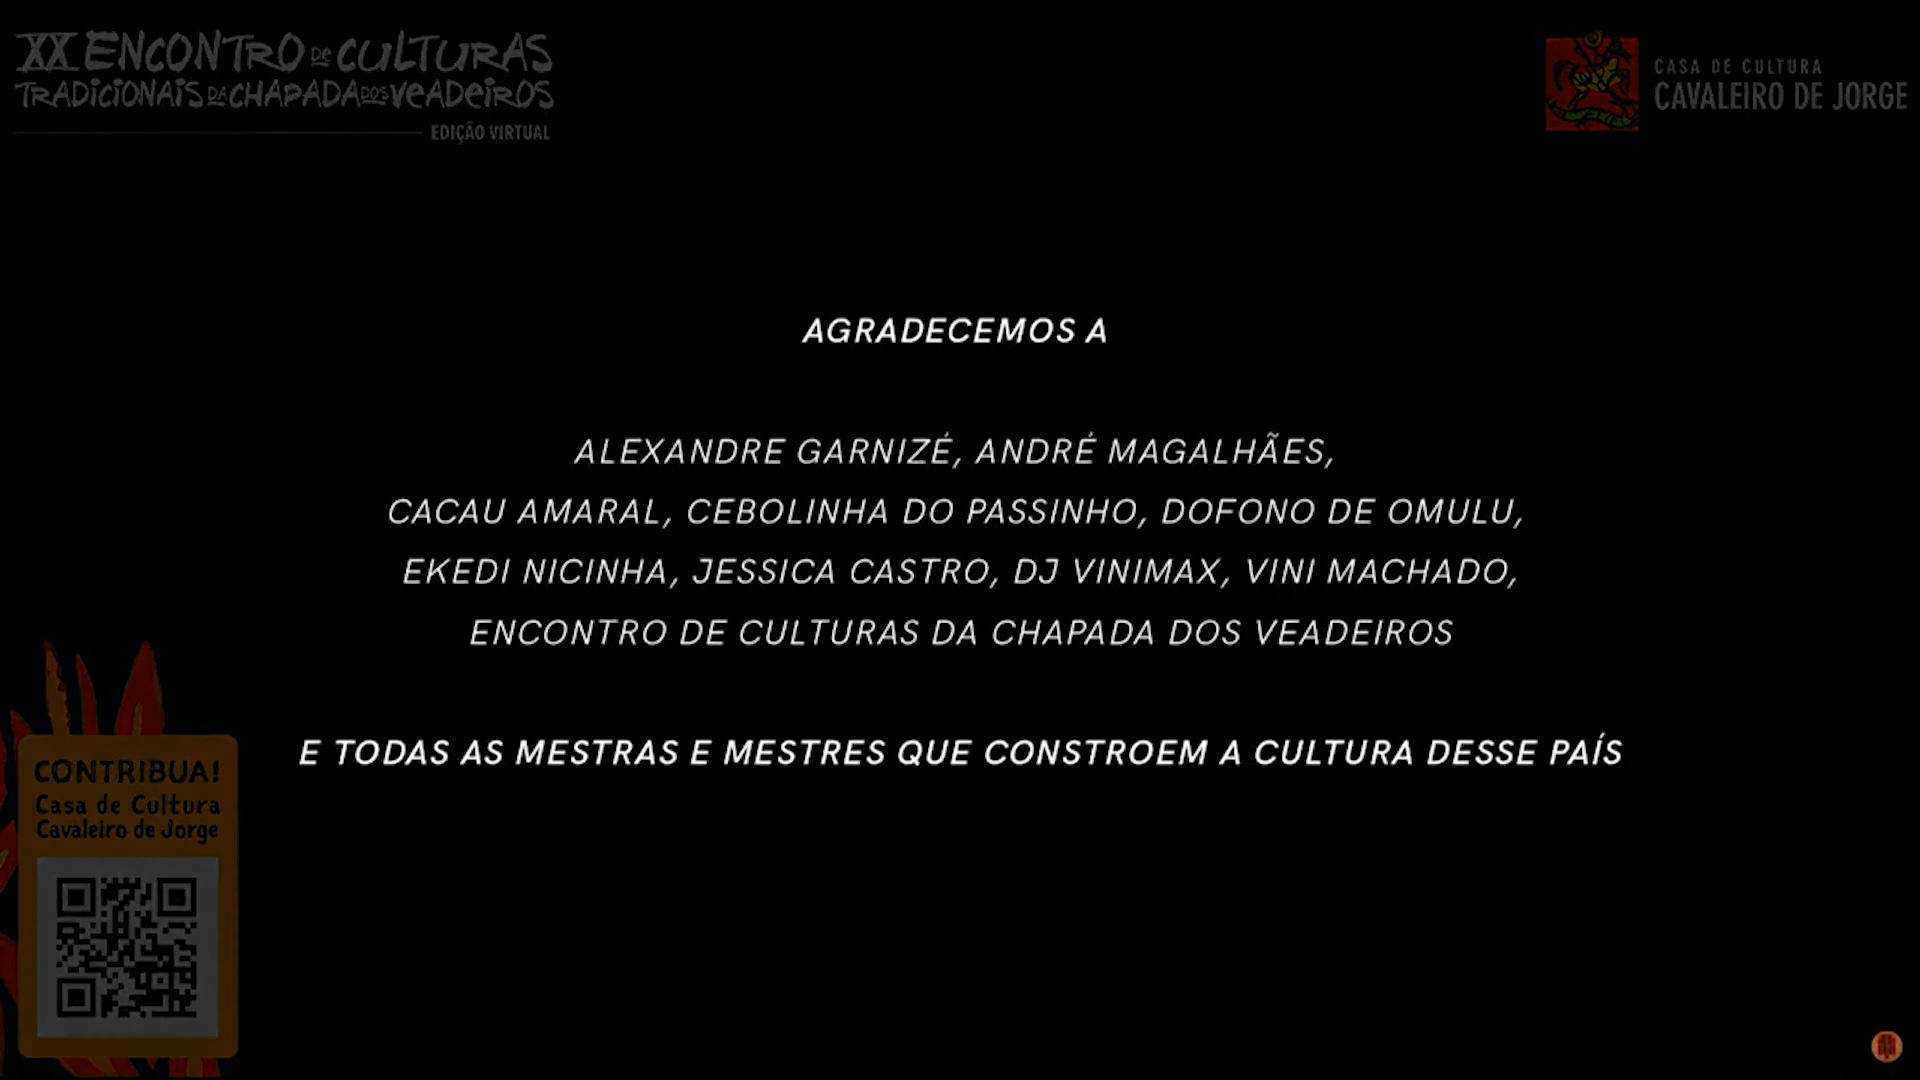 XX ENCONTRO DE CULTURAS
TRADICIONAIS DA CHAPADA DOS VEADEIROS
EDIÇÃO VIRTUAL
CASA DE CULTURA
CAVALEIRO DE JORGE
AGRADECEMOS A
ALEXANDRE GARNIZÉ, ANDRÉ MAGALHÃES,
CACAU AMARAL, CEBOLINHA DO PASSINHO, DOFONO DE OMULU,
EKEDI NICINHA, JESSICA CASTRO, DJ VINIMAX, VINI MACHADO,
ENCONTRO DE CULTURAS DA CHAPADA DOS VEADEIROS
E TODAS AS MESTRAS E MESTRES QUE CONSTROEM A CULTURA DESSE PAÍS
CONTRIBUA!
Casa de Cultura
Cavaleiro de Jorge